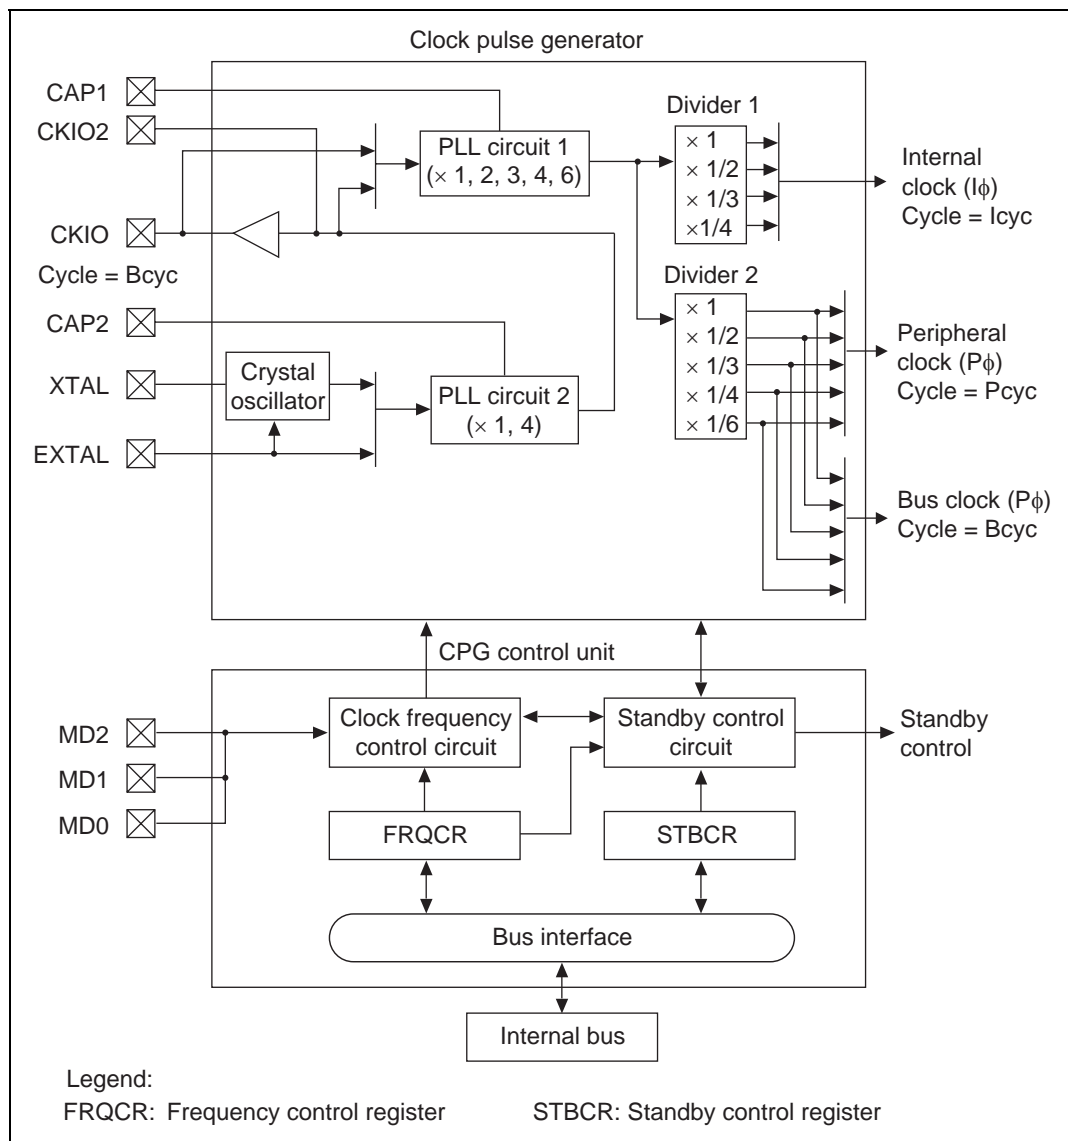 Clock pulse generator
CAP1
CKIO2
CKIO
Cycle = Bcyc
CAP2
XTAL
EXTAL
PLL circuit 1
(× 1, 2, 3, 4, 6)
Crystal
oscillator
PLL circuit 2
(× 1, 4)
Divider 1
× 1
× 1/2
× 1/3
×1/4
Divider 2
× 1
× 1/2
× 1/3
× 1/4
× 1/6
Internal
clock (Iϕ)
Cycle = Icyc
Peripheral
clock (Pϕ)
Cycle = Pcyc
Bus clock (Pϕ)
Cycle = Bcyc
CPG control unit
MD2
MD1
MD0
Clock frequency
control circuit
Standby control
circuit
Standby
control
FRQCR
STBCR
Bus interface
Internal bus
Legend:
FRQCR: Frequency control register
STBCR: Standby control register